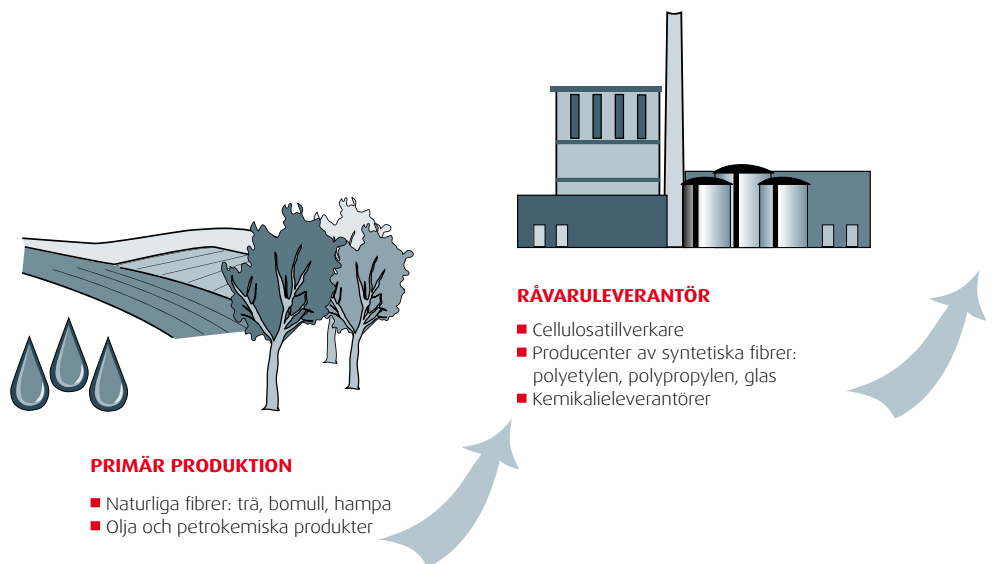 RÅVARULEVERANTÖR
Cellulosatillverkare
Producenter av syntetiska fibrer:
polyetylen, polypropylen, glas
Kemikalieleverantörer
PRIMÄR PRODUKTION
Naturliga fibrer: trä, bomull, hampa
Olja och petrokemiska produkter